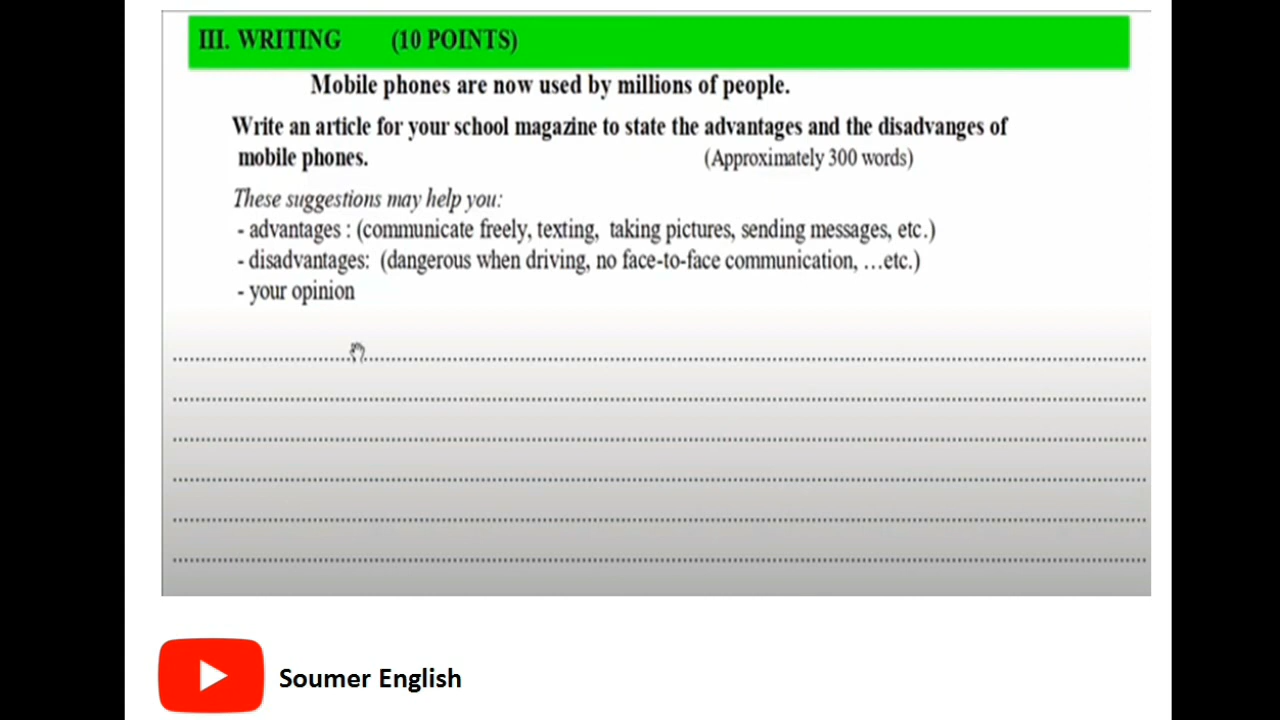 III. WRITING (10 POINTS)
Mobile phones are now used by millions of people.
Write an article for your school magazine to state the advantages and the disadvanges of
mobile phones. (Approximately 300 words)
These suggestions may help you:
- advantages : (communicate freely, texting, taking pictures, sending messages, etc.)
- disadvantages: (dangerous when driving, no face-to-face communication, ...etc.)
- your opinion
Soumer English